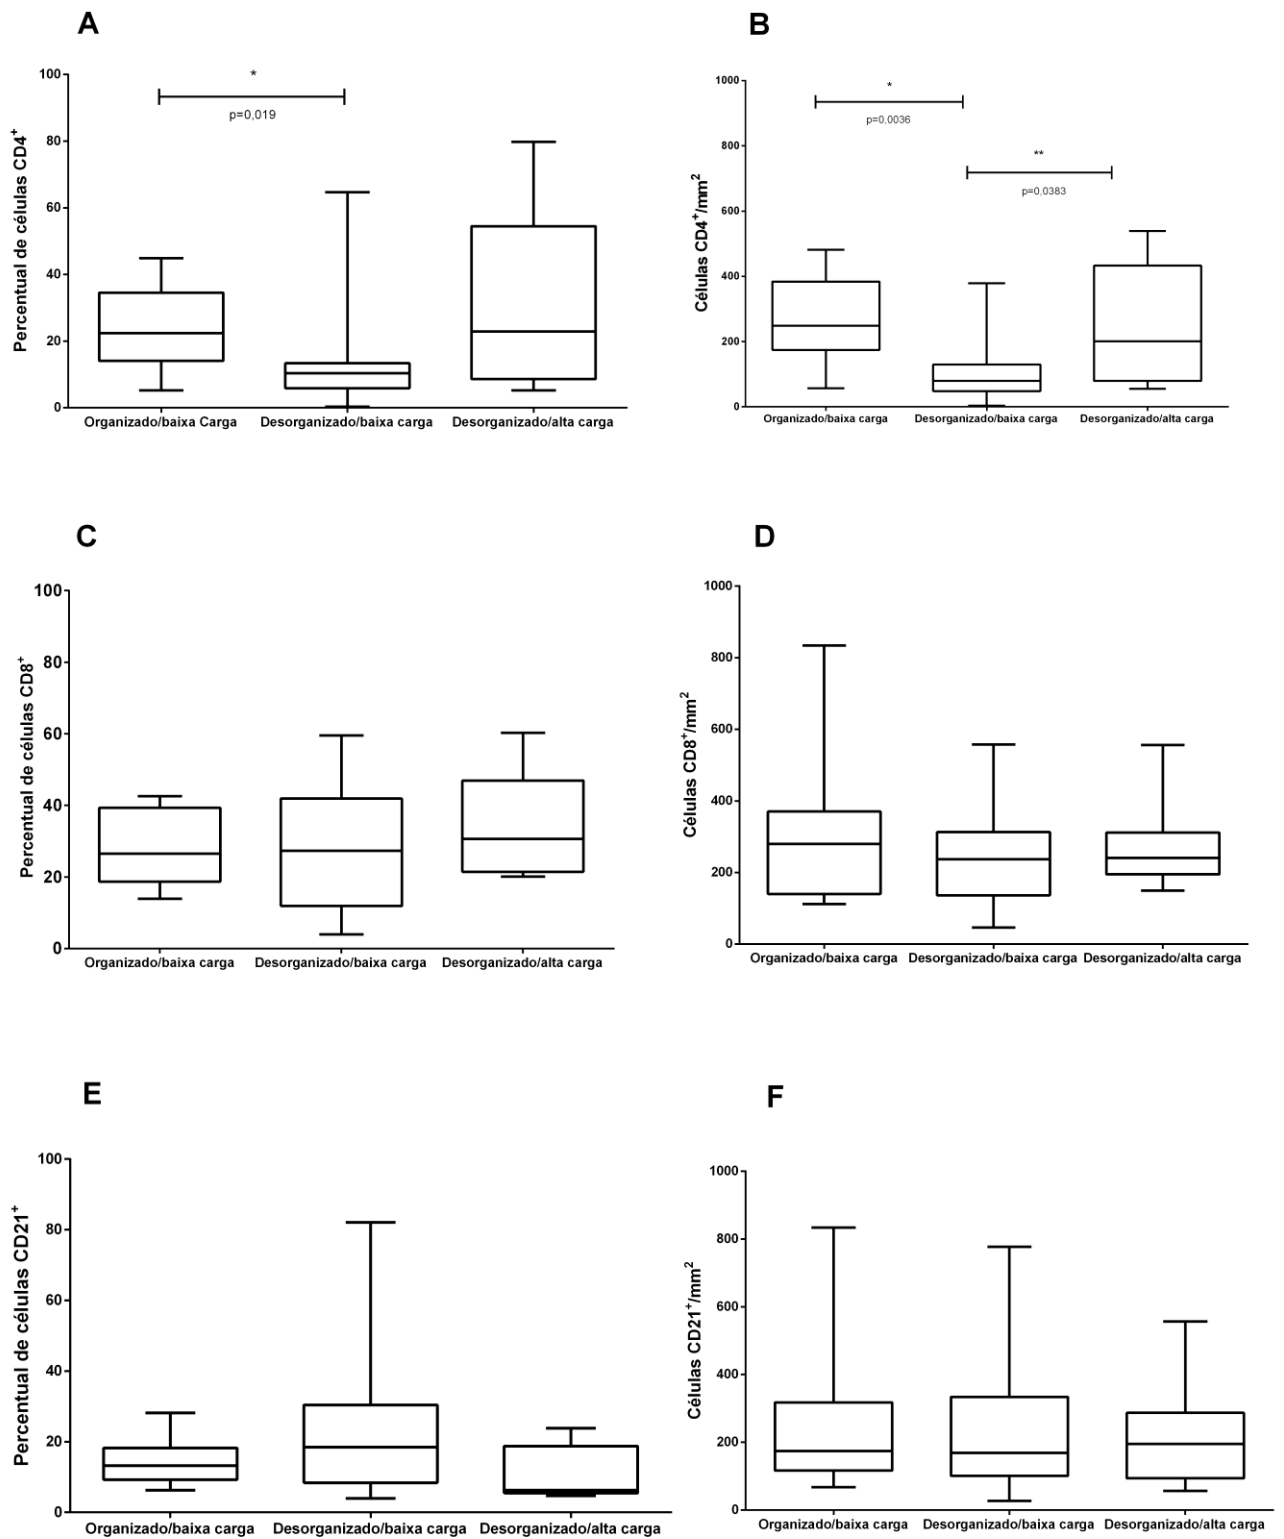 A
Percentual de células CD4+
100
80
60
40
20
0
*
p=0,019
Organizado/baixa Carga
Desorganizado/baixa carga
Desorganizado/alta carga
B
Células CD4+/mm2
1000
800
600
400
200
0
*
p=0,0036
**
p=0,0383
Organizado/baixa carga
Desorganizado/baixa carga
Desorganizado/alta carga
C
Percentual de células CD8+
100
80
60
40
20
0
Organizado/baixa carga
Desorganizado/baixa carga
Desorganizado/alta carga
D
Células CD8+/mm2
1000
800
600
400
200
0
Organizado/baixa carga
Desorganizado/baixa carga
Desorganizado/alta carga
E
Percentual de células CD21+
100
80
60
40
20
0
Organizado/baixa carga
Desorganizado/baixa carga
Desorganizado/alta carga
F
Células CD21+/mm2
1000
800
600
400
200
0
Organizado/baixa carga
Desorganizado/baixa carga
Desorganizado/alta carga